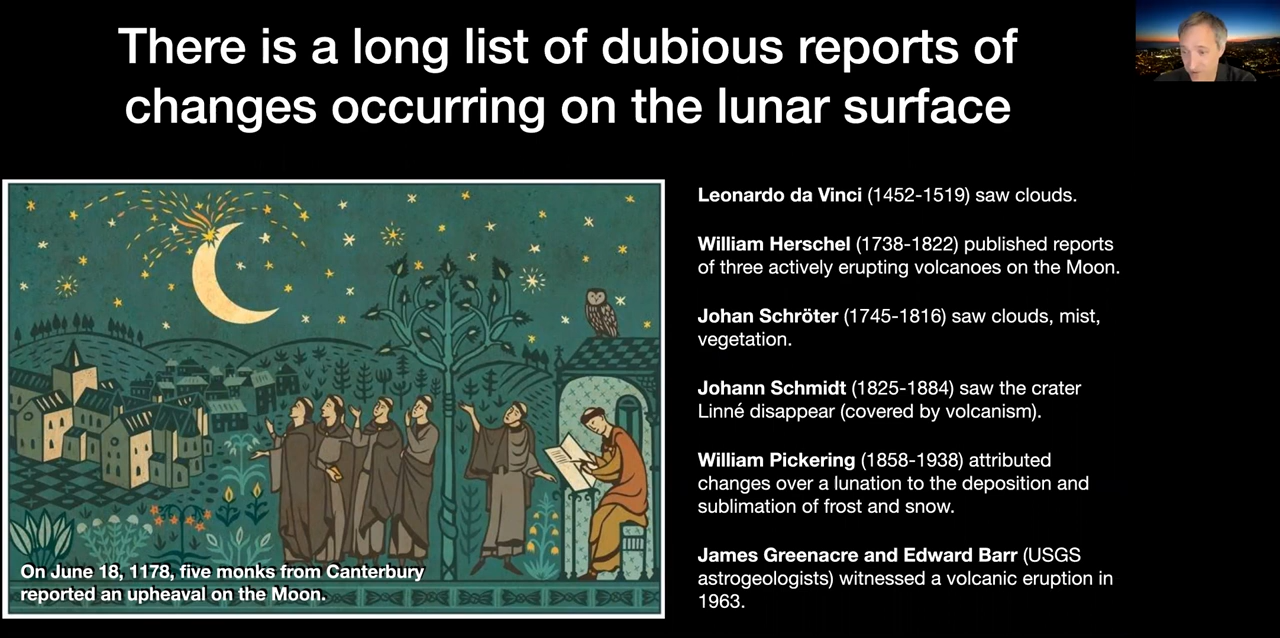 There is a long list of dubious reports of
changes occurring on the lunar surface
On June 18, 1178, five monks from Canterbury
reported an upheaval on the Moon.
Leonardo da Vinci (1452-1519) saw clouds.
William Herschel (1738-1822) published reports
of three actively erupting volcanoes on the Moon.
Johan Schröter (1745-1816) saw clouds, mist,
vegetation.
Johann Schmidt (1825-1884) saw the crater
Linné disappear (covered by volcanism).
William Pickering (1858-1938) attributed
changes over a lunation to the deposition and
sublimation of frost and snow.
James Greenacre and Edward Barr (USGS
astrogeologists) witnessed a volcanic eruption in
1963.